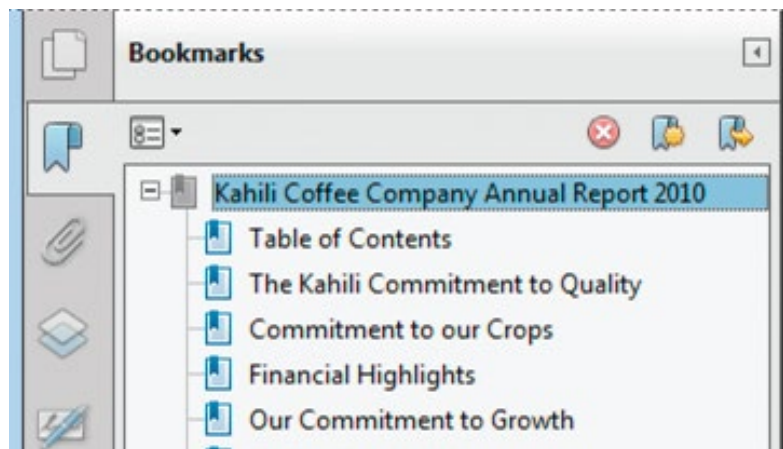 Bookmarks
Kahili Coffee Company Annual Report 2010
Table of Contents
The Kahili Commitment to Quality
Commitment to our Crops
Financial Highlights
Our Commitment to Growth